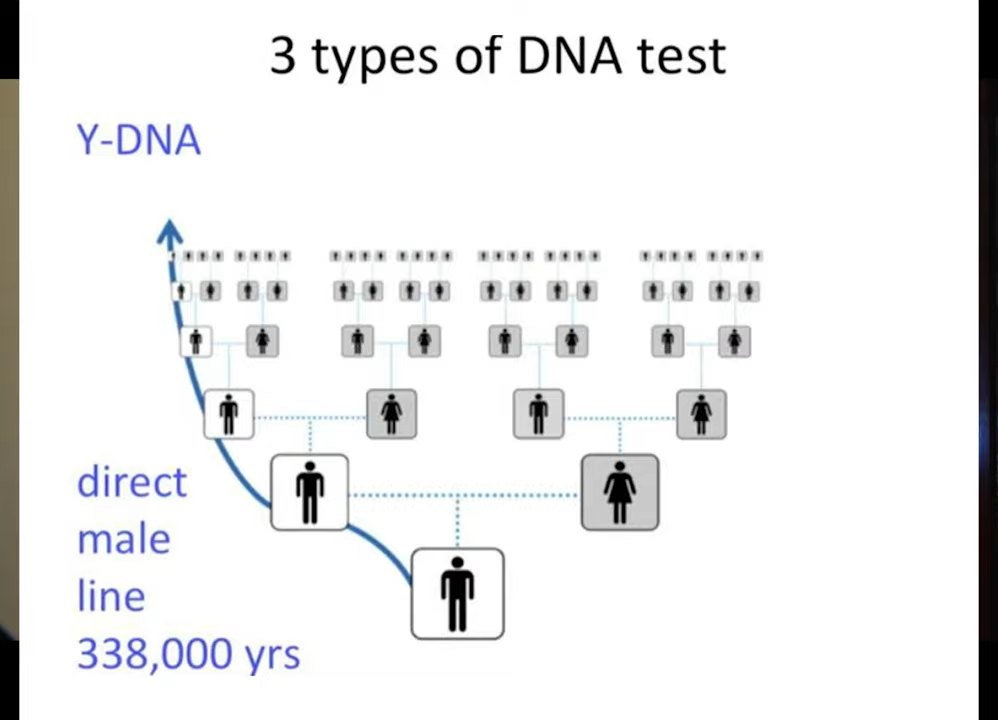 3 types of DNA test
Y-DNA
direct
male
line
338,000 yrs